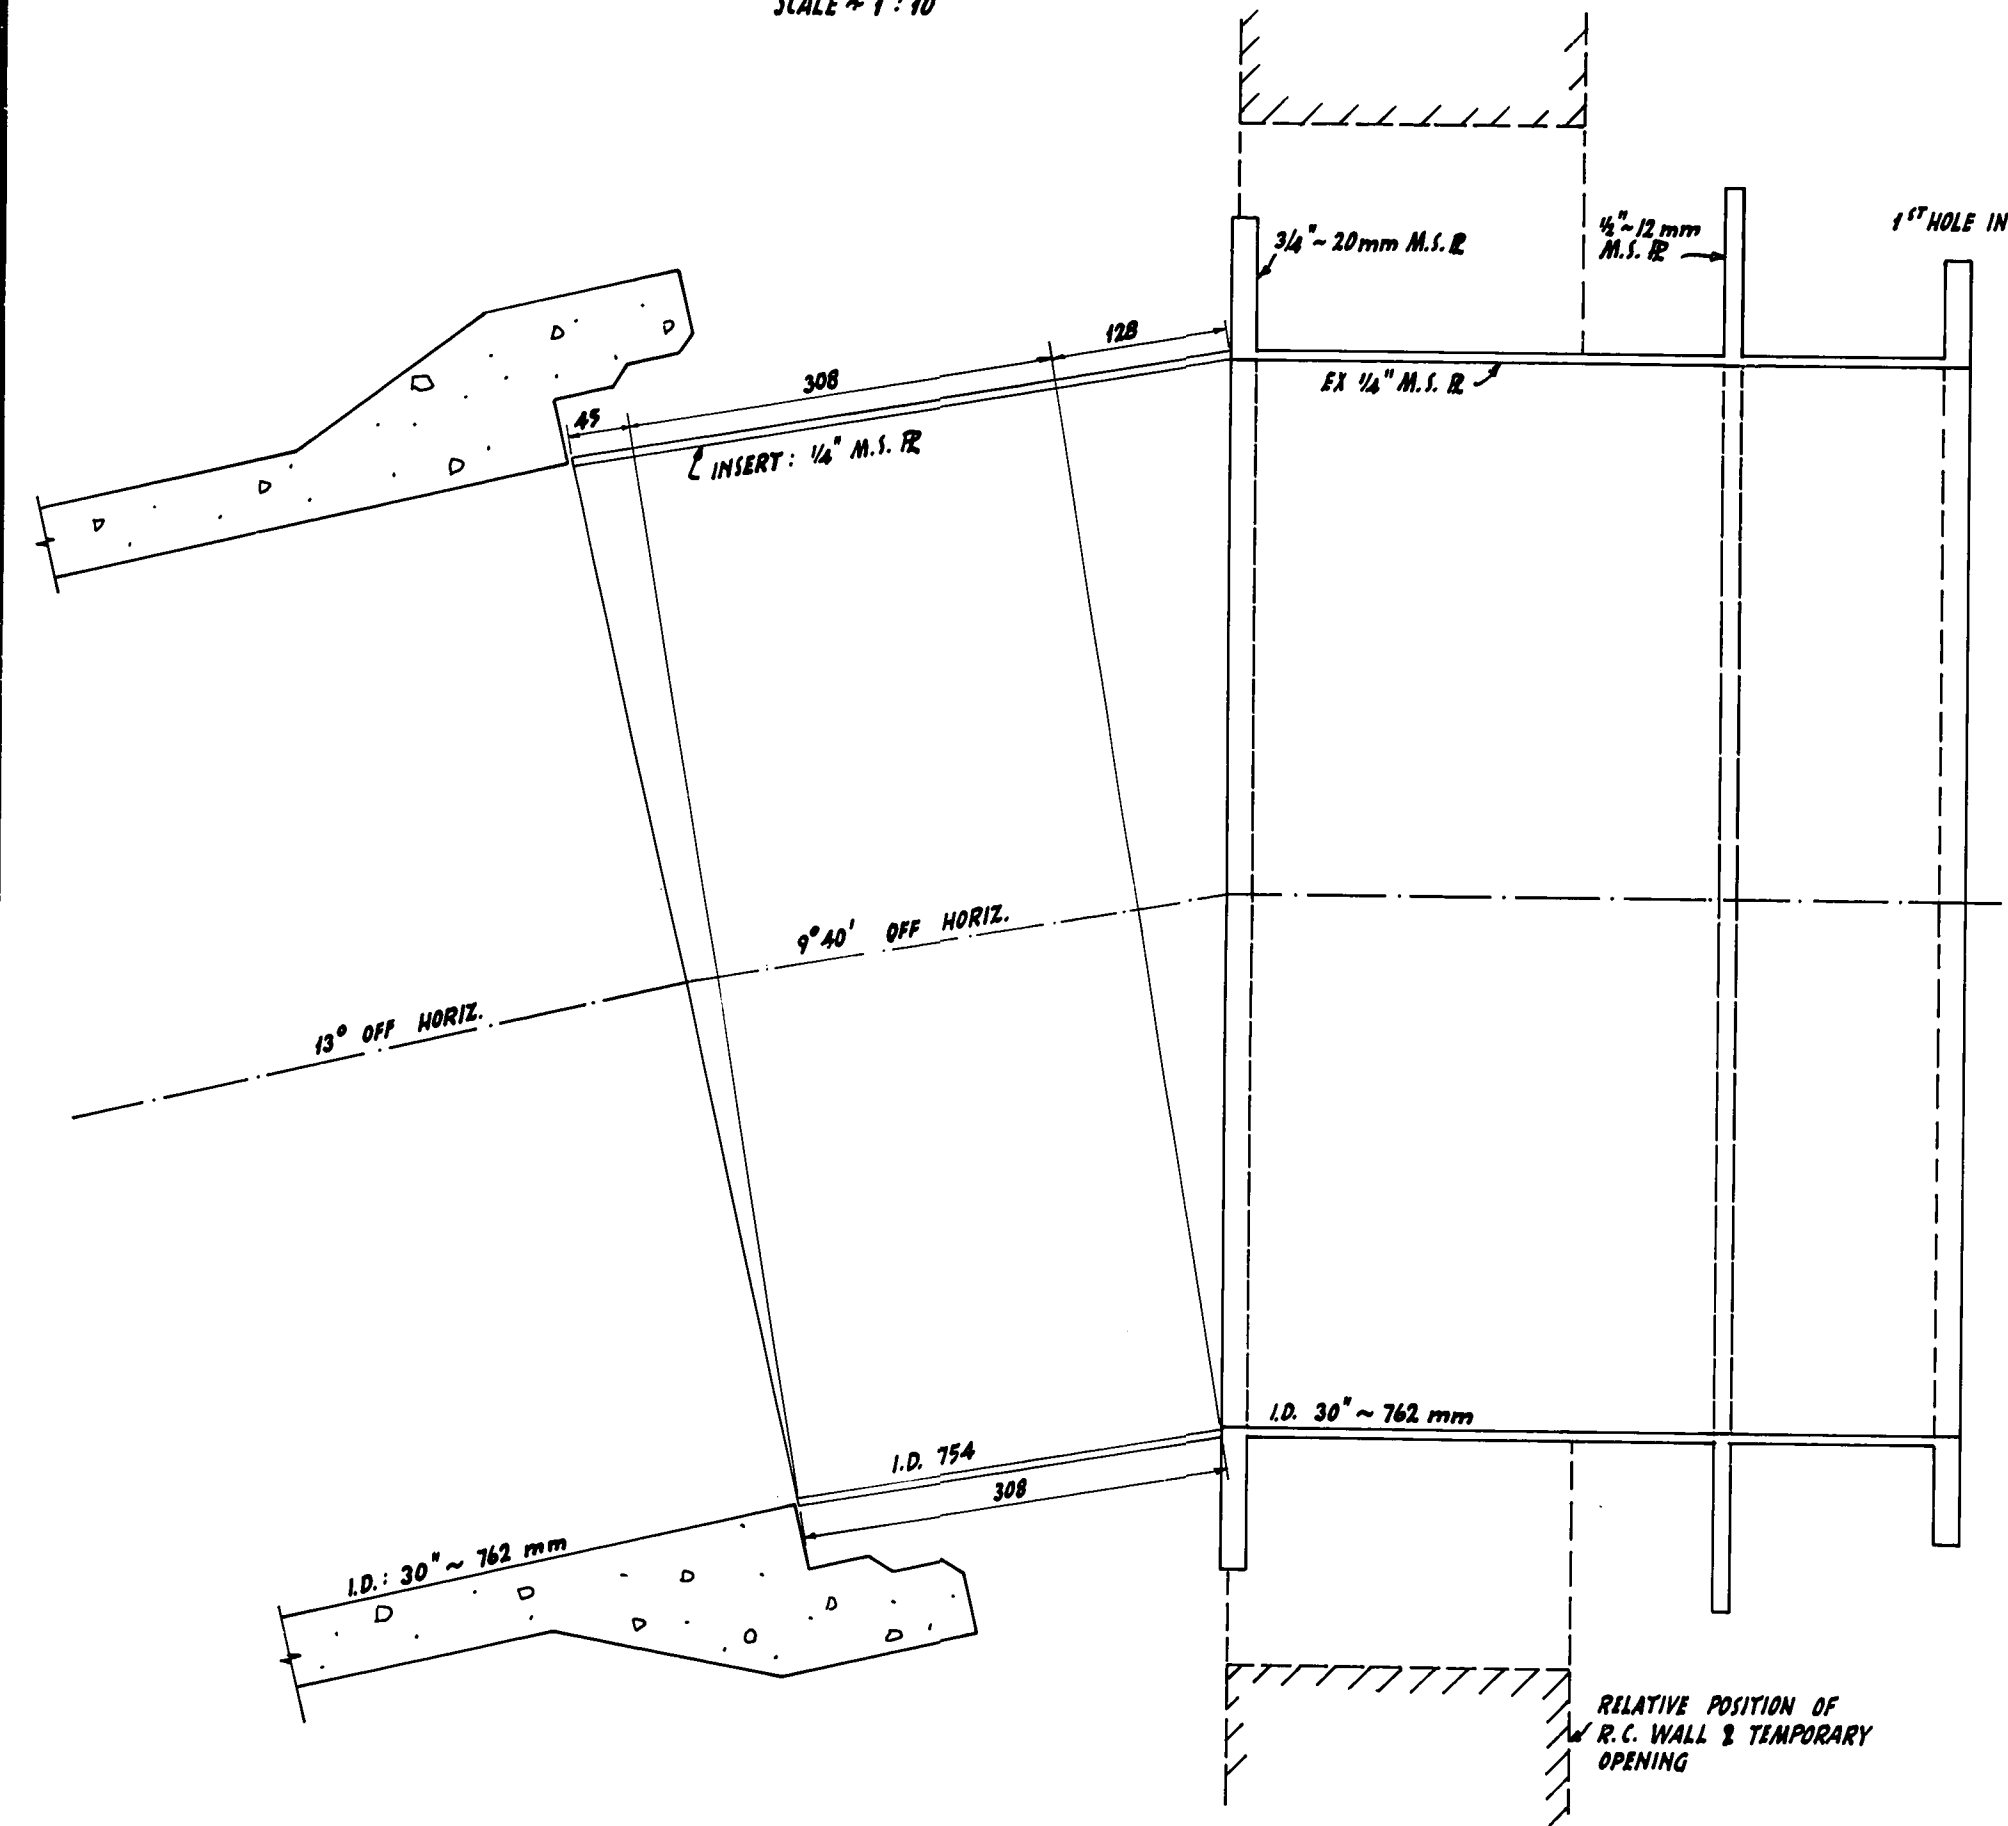 SCALE ~ 1 : 10
1ST HOLE IN
3/4" ~ 20mm M.S. PL
1/2" ~ 12 mm
M.S. PL
128
308
45
EX 1/4" M.S. PL
INSERT : 1/4" M.S. PL
9°40' OFF HORIZ.
13° OFF HORIZ.
I.D. 30" ~ 762 mm
I.D. 754
308
I.D. : 30" ~ 762 mm
RELATIVE POSITION OF
R.C. WALL & TEMPORARY
OPENING